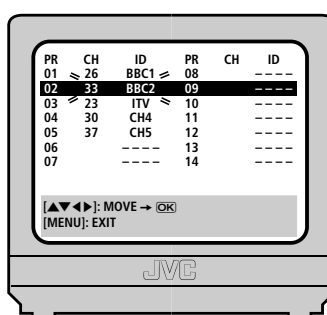 PR CH ID PR CH ID
01 26 BBC1 08 ----
02 33 BBC2 09 ----
03 23 ITV 10 ----
04 30 CH4 11 ----
05 37 CH5 12 ----
06 ---- 13 ----
07 ---- 14 ----
[▲▼◀▶]: MOVE → OK
[MENU]: EXIT
JVC